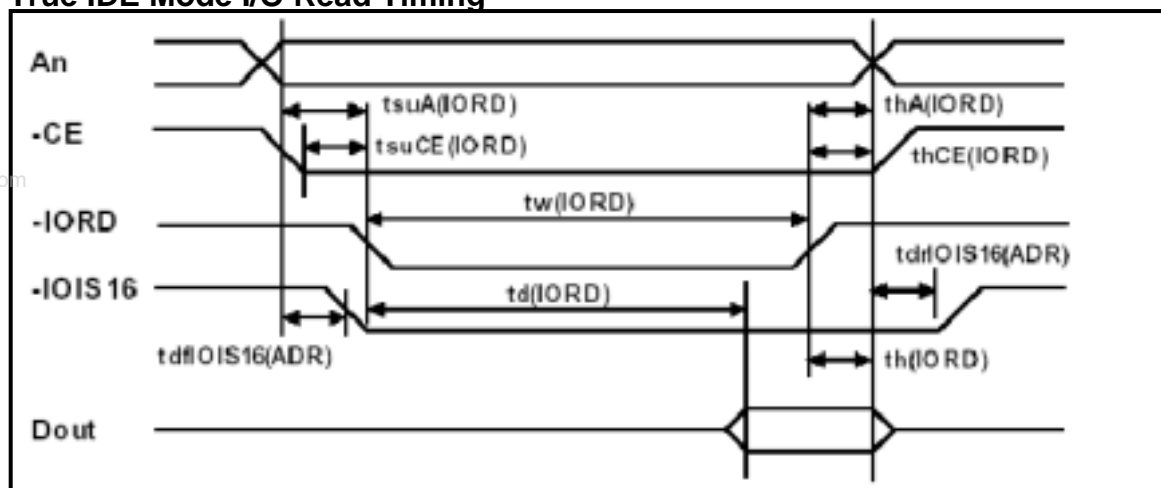 True IDE Mode I/O Read Timing
An
tsuA(IORD)
thA(IORD)
-CE
tsuCE(IORD)
thCE(IORD)
om
tw(IORD)
-IORD
tdrIOIS16(ADR)
-IOIS16
td(IORD)
tdfIOIS16(ADR)
th(IORD)
Dout